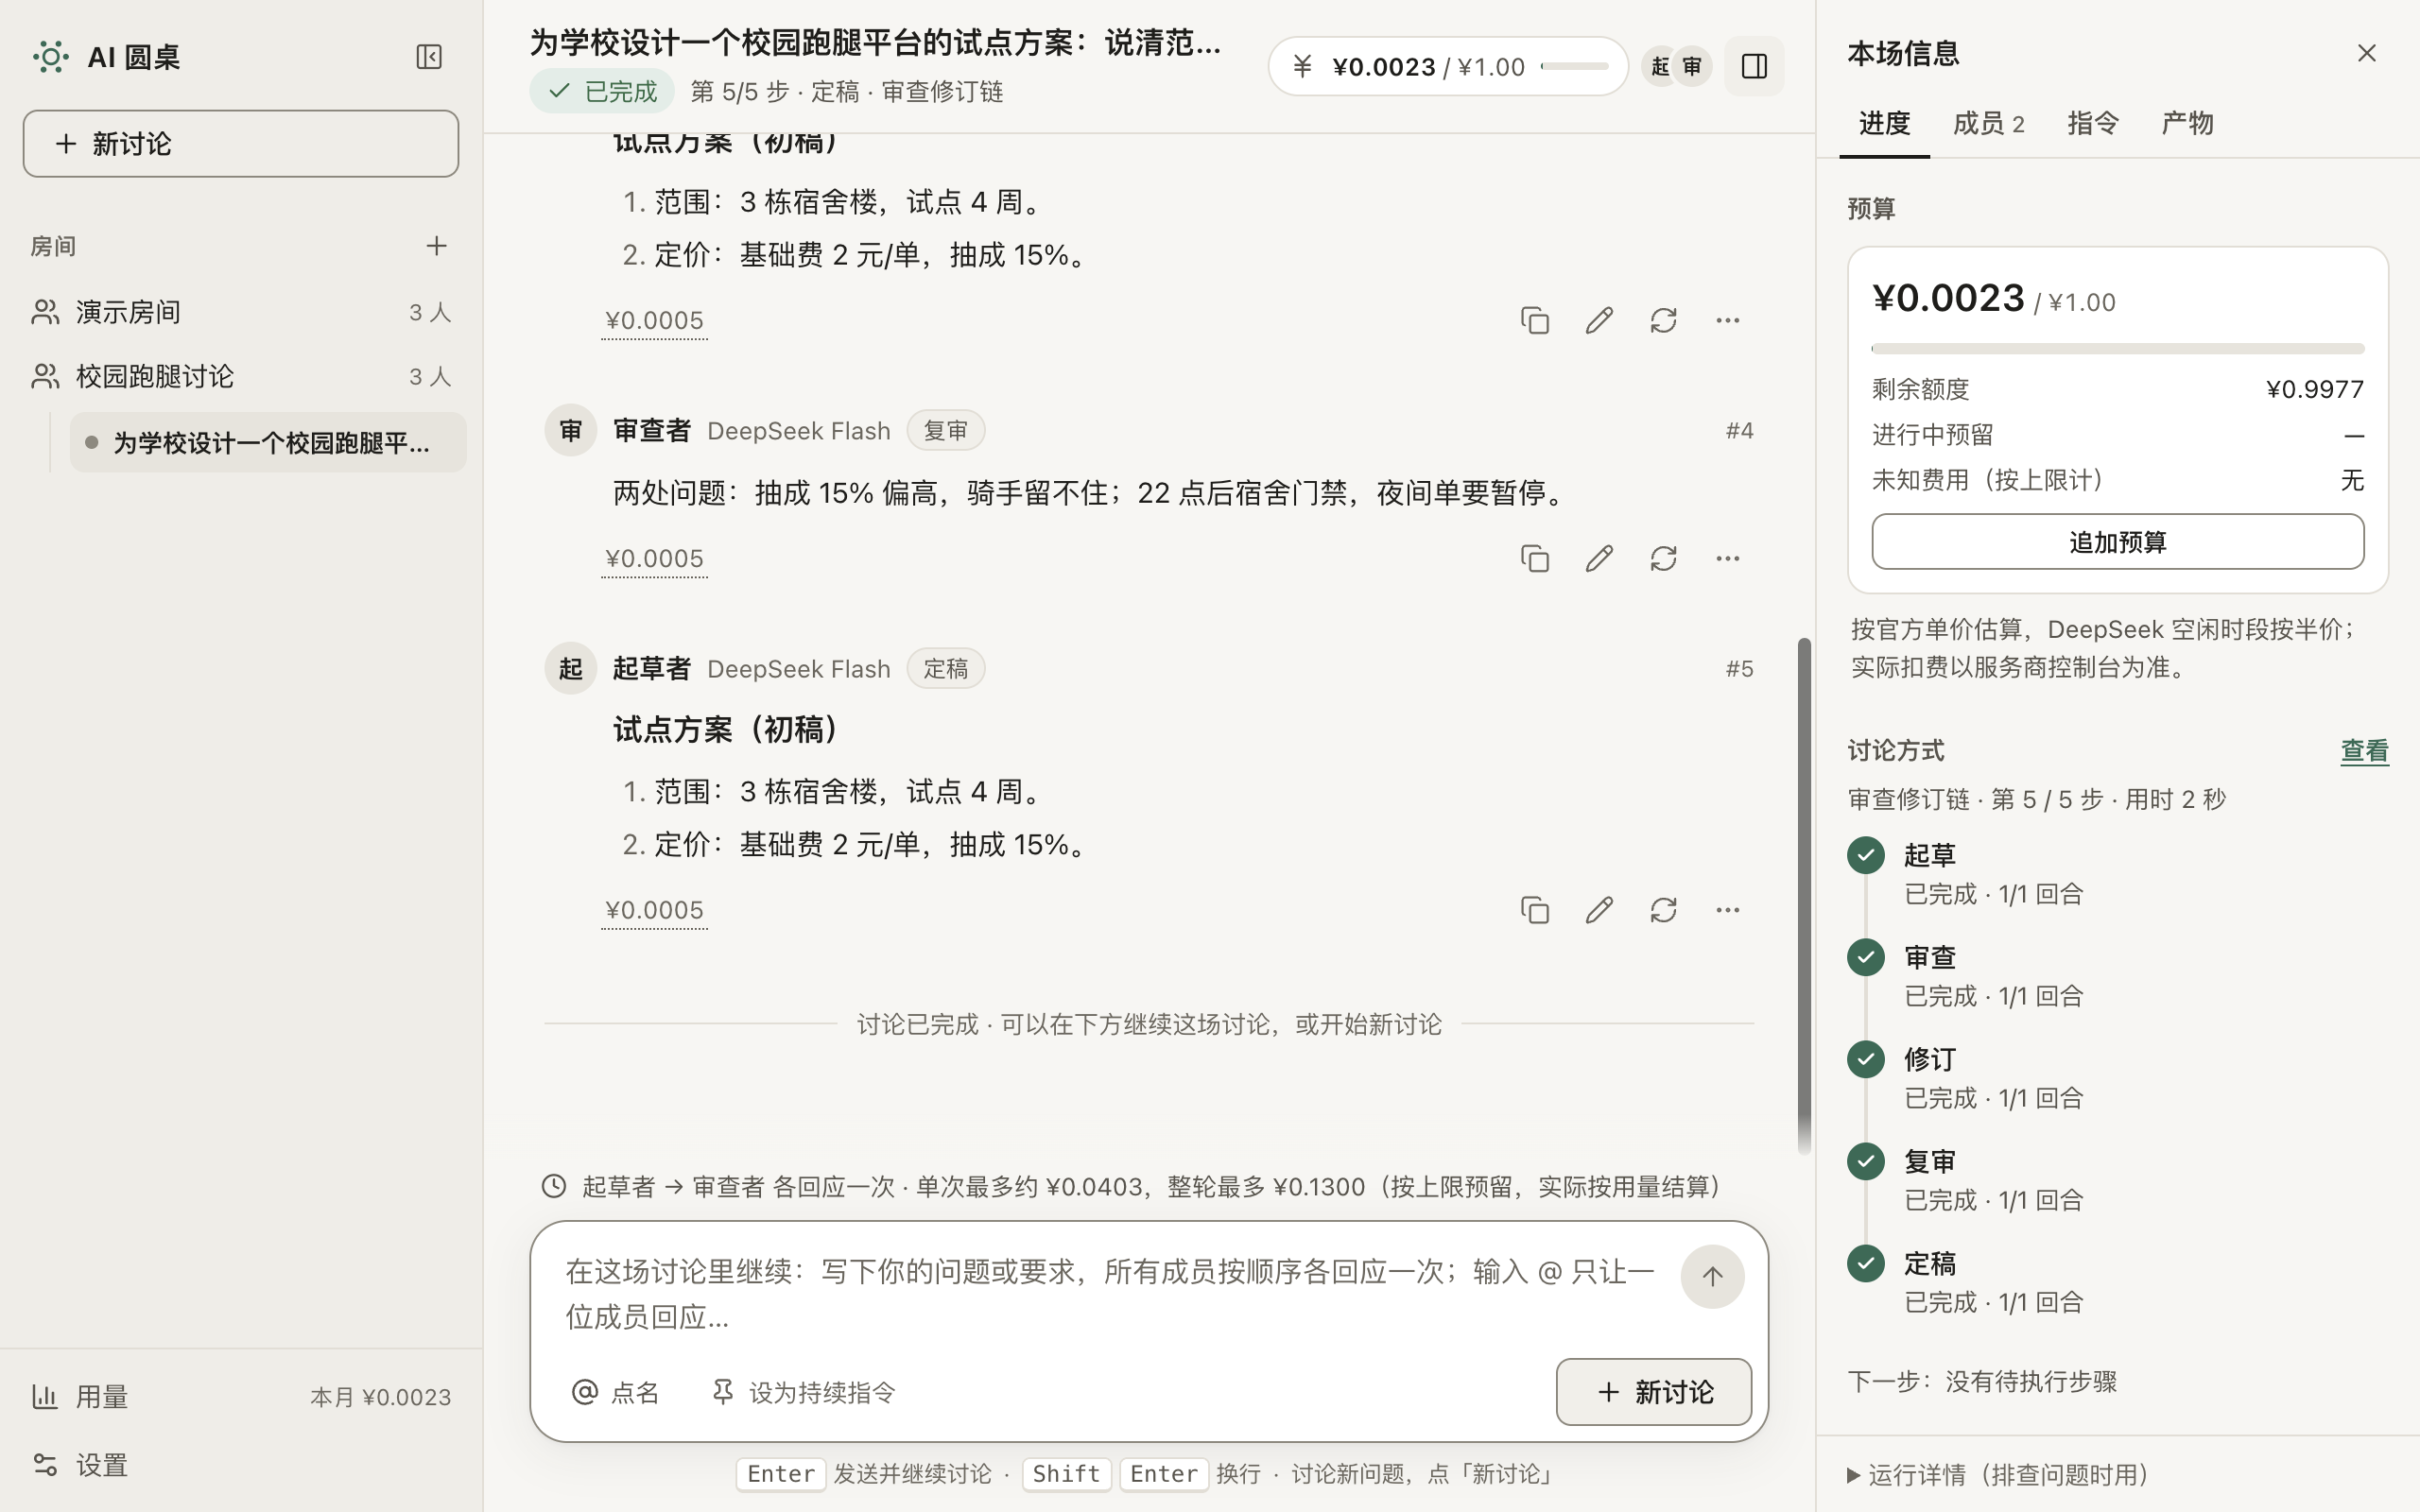 AI 圆桌
新讨论
房间
演示房间 3 人
校园跑腿讨论 3 人
为学校设计一个校园跑腿平...
用量 本月 ¥0.0023
设置
为学校设计一个校园跑腿平台的试点方案：说清范...
已完成 第 5/5 步 · 定稿 · 审查修订链
¥0.0023 / ¥1.00
起 审
试点方案（初稿）
1. 范围：3 栋宿舍楼，试点 4 周。
2. 定价：基础费 2 元/单，抽成 15%。
¥0.0005
审 审查者 DeepSeek Flash 复审 #4
两处问题：抽成 15% 偏高，骑手留不住；22 点后宿舍门禁，夜间单要暂停。
¥0.0005
起 起草者 DeepSeek Flash 定稿 #5
试点方案（初稿）
1. 范围：3 栋宿舍楼，试点 4 周。
2. 定价：基础费 2 元/单，抽成 15%。
¥0.0005
讨论已完成 · 可以在下方继续这场讨论，或开始新讨论
起草者 → 审查者 各回应一次 · 单次最多约 ¥0.0403，整轮最多 ¥0.1300（按上限预留，实际按用量结算）
在这场讨论里继续：写下你的问题或要求，所有成员按顺序各回应一次；输入 @ 只让一
位成员回应...
@ 点名 设为持续指令 + 新讨论
Enter 发送并继续讨论 · Shift Enter 换行 · 讨论新问题，点「新讨论」
本场信息
进度 成员 2 指令 产物
预算
¥0.0023 / ¥1.00
剩余额度 ¥0.9977
进行中预留 —
未知费用（按上限计） 无
追加预算
按官方单价估算，DeepSeek 空闲时段按半价；
实际扣费以服务商控制台为准。
讨论方式 查看
审查修订链 · 第 5 / 5 步 · 用时 2 秒
起草
已完成 · 1/1 回合
审查
已完成 · 1/1 回合
修订
已完成 · 1/1 回合
复审
已完成 · 1/1 回合
定稿
已完成 · 1/1 回合
下一步：没有待执行步骤
运行详情（排查问题时用）